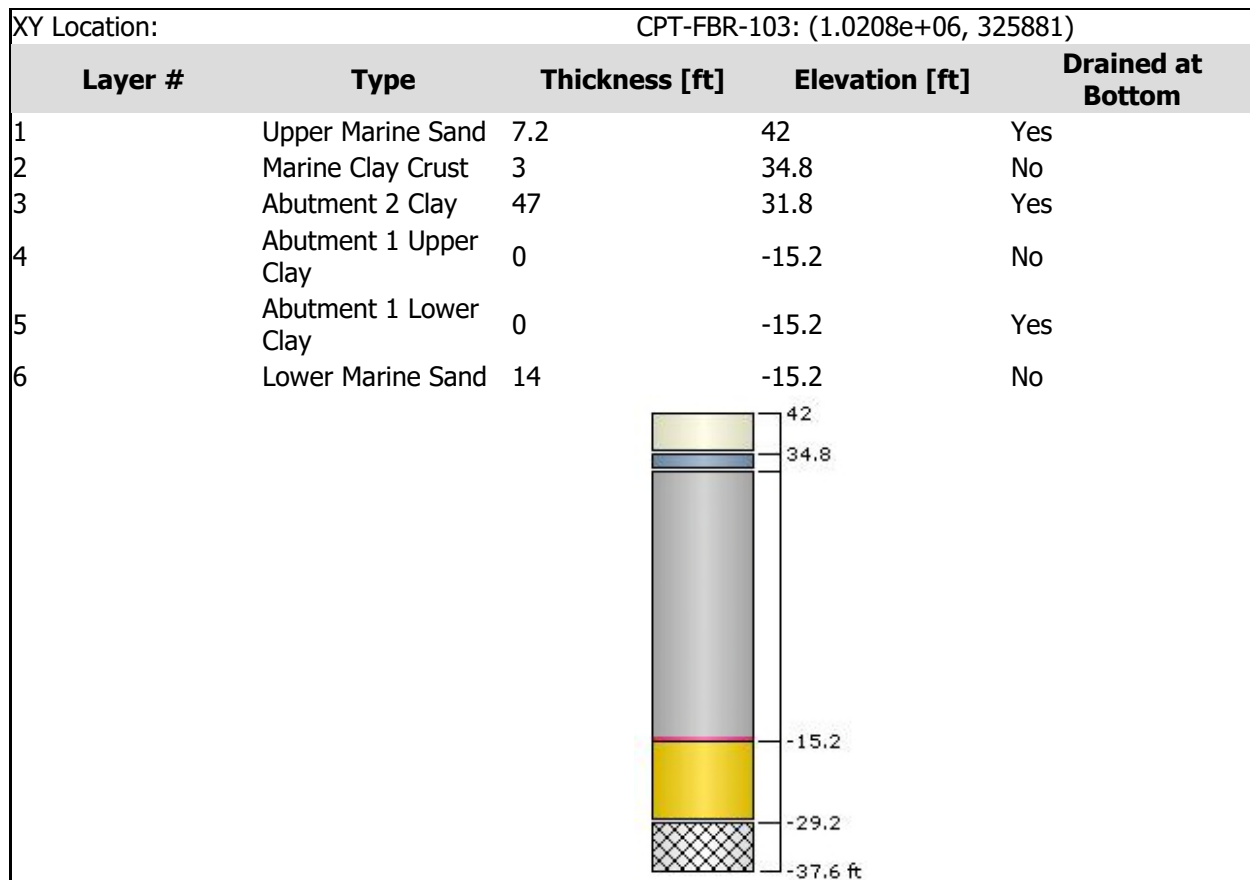 XY Location: CPT-FBR-103: (1.0208e+06, 325881)
Layer # Type Thickness [ft] Elevation [ft] Drained at
Bottom
1 Upper Marine Sand 7.2 42 Yes
2 Marine Clay Crust 3 34.8 No
3 Abutment 2 Clay 47 31.8 Yes
4 Abutment 1 Upper
Clay 0 -15.2 No
5 Abutment 1 Lower
Clay 0 -15.2 Yes
6 Lower Marine Sand 14 -15.2 No
42
34.8
-15.2
-29.2
-37.6 ft